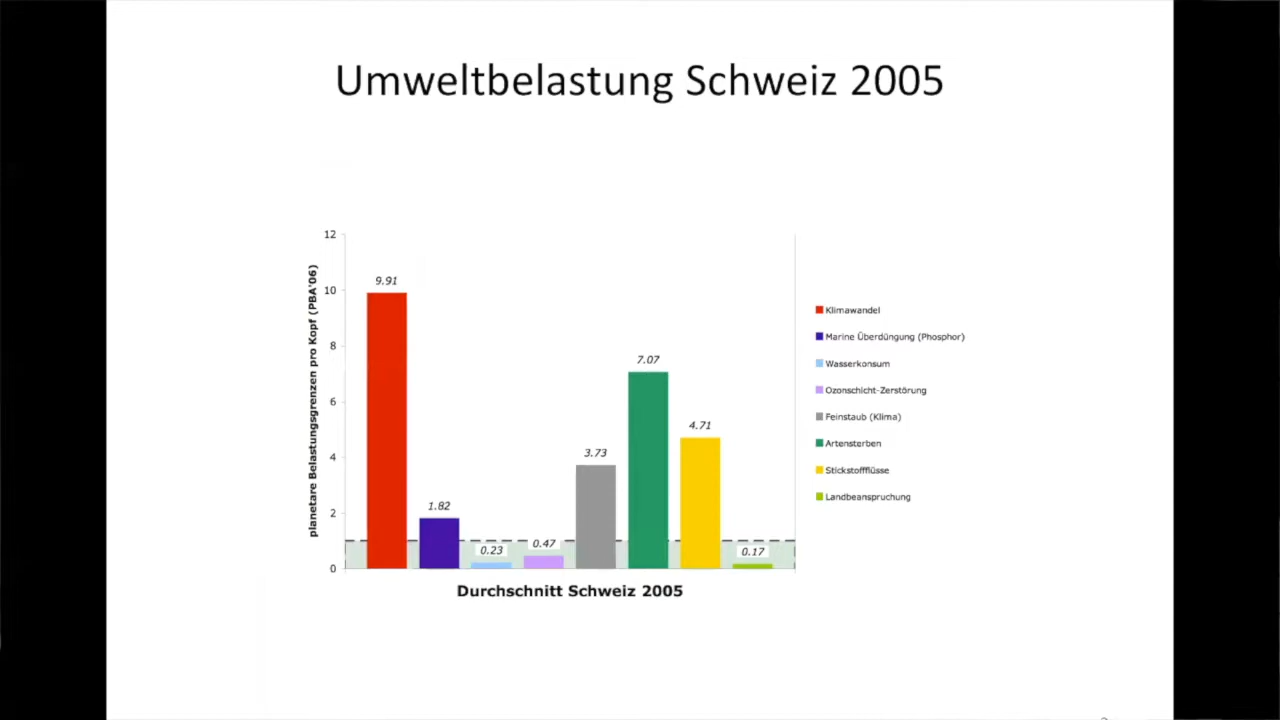 Umweltbelastung Schweiz 2005
planetare Belastungsgrenzen pro Kopf (PBA'06)
12
10
8
6
4
2
0
9.91
1.82
0.23
0.47
3.73
7.07
4.71
0.17
Durchschnitt Schweiz 2005
Klimawandel
Marine Überdüngung (Phosphor)
Wasserkonsum
Ozonschicht-Zerstörung
Feinstaub (Klima)
Artensterben
Stickstoffflüsse
Landbeanspruchung